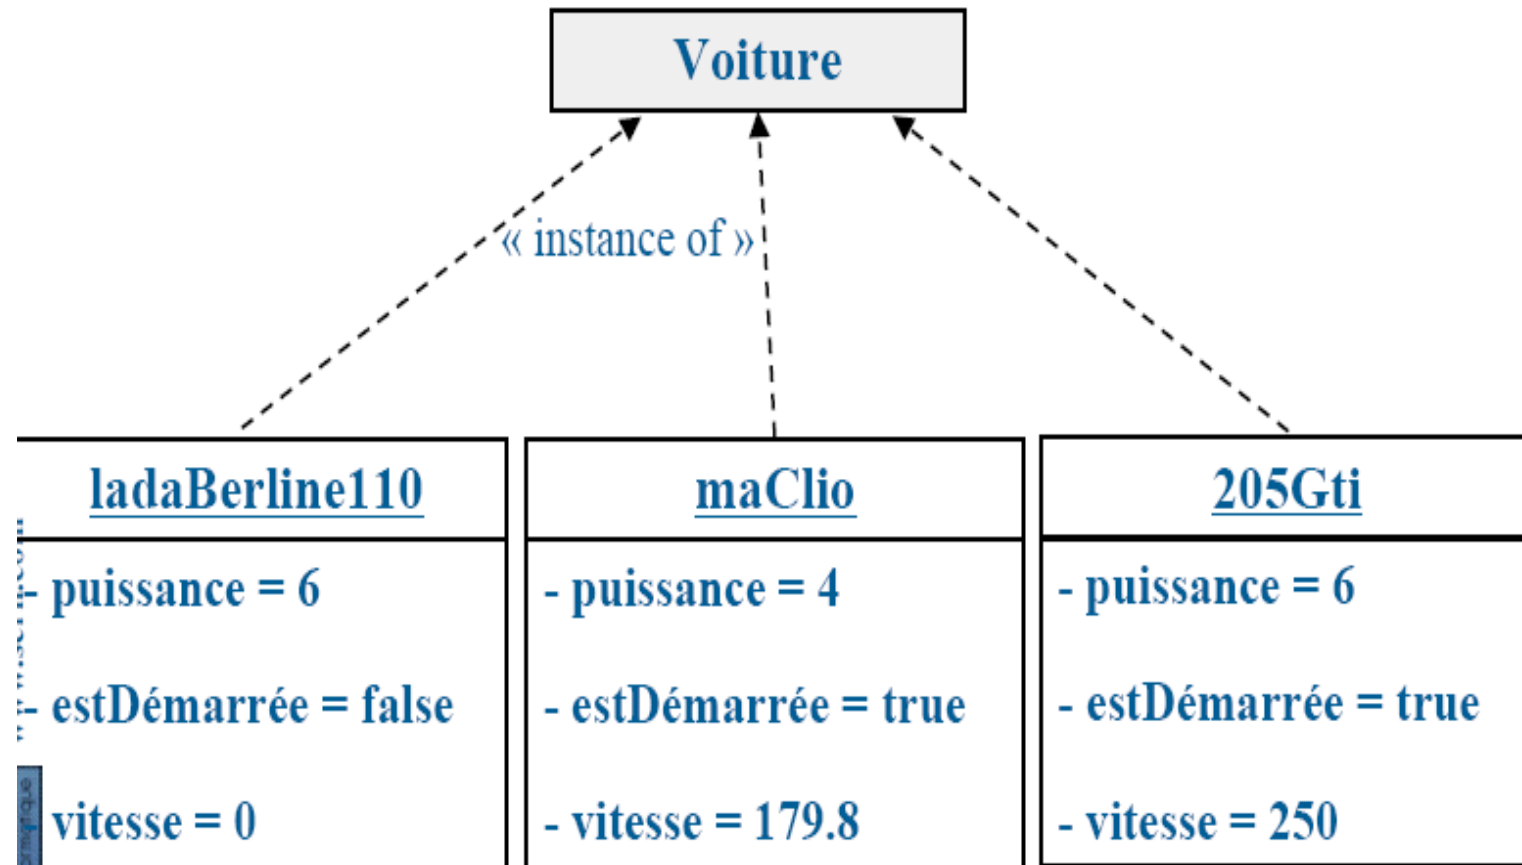 Voiture
« instance of »
ladaBerline110
- puissance = 6
- estDémarrée = false
- vitesse = 0
maClio
- puissance = 4
- estDémarrée = true
- vitesse = 179.8
205Gti
- puissance = 6
- estDémarrée = true
- vitesse = 250